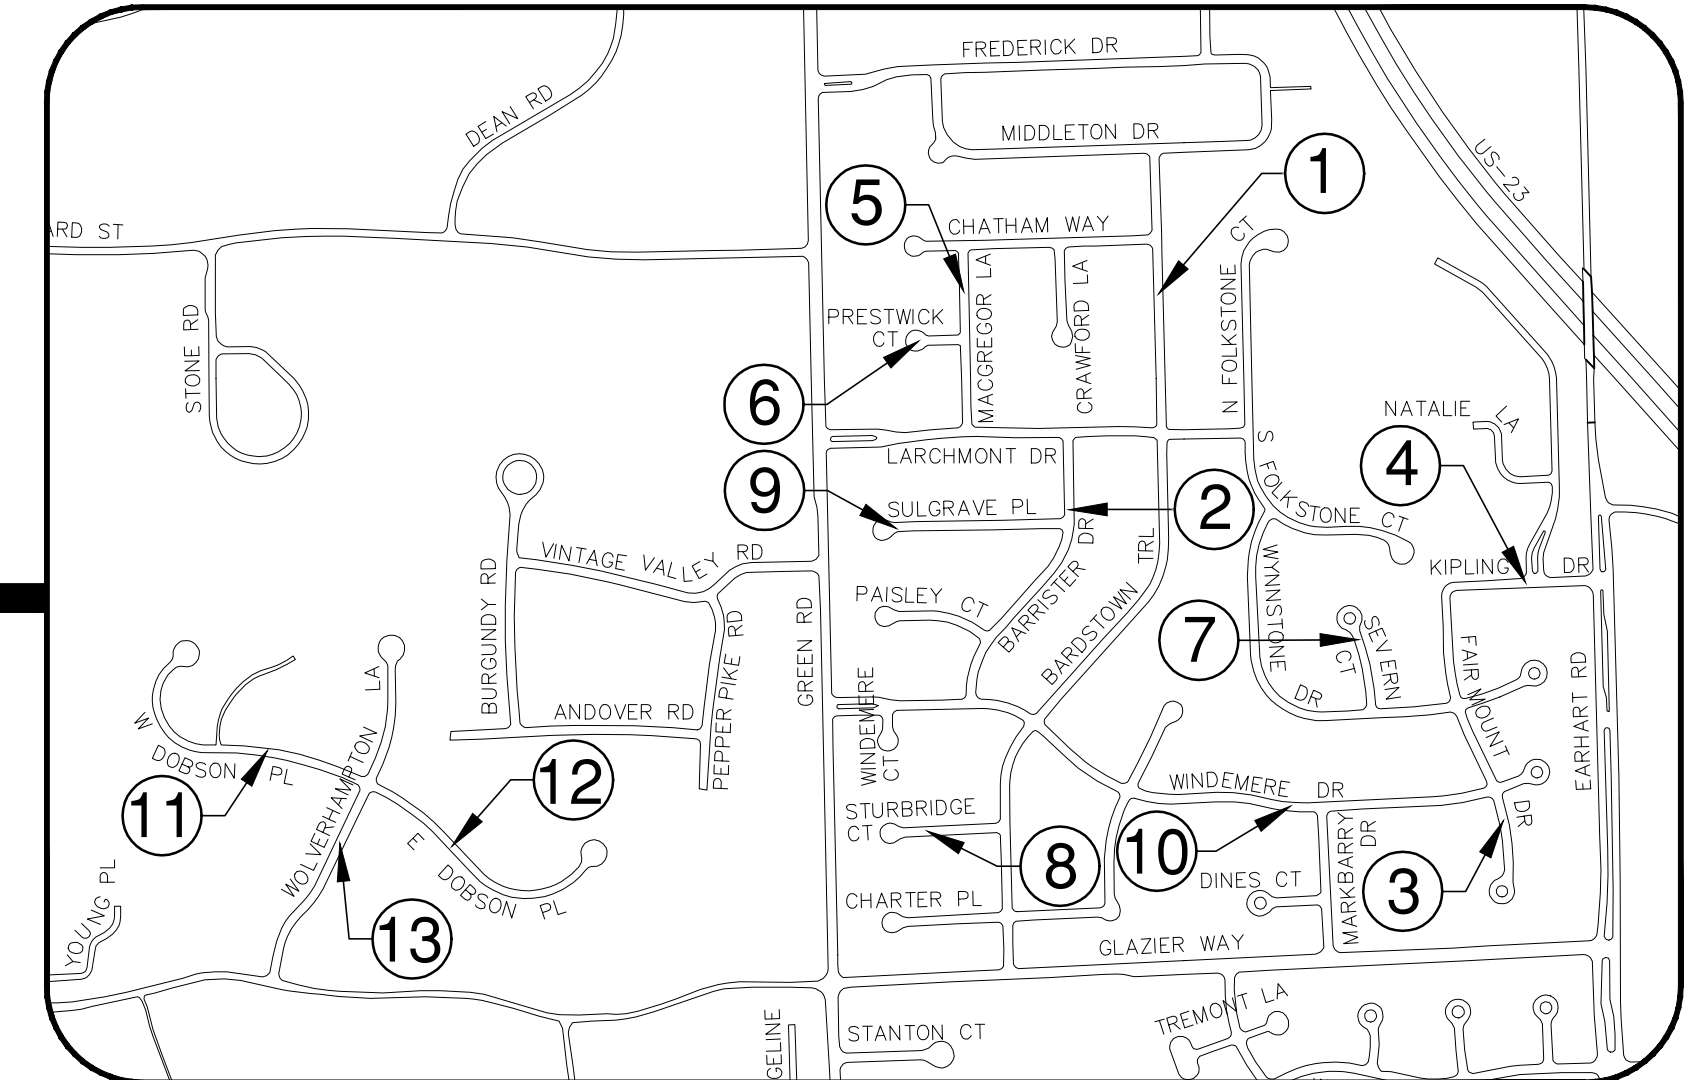 FREDERICK DR
DEAN RD
MIDDLETON DR
US-23
1
5
ARD ST
CHATHAM WAY
CT
N FOLKSTONE
MACGREGOR LA
CRAWFORD LA
STONE RD
PRESTWICK
CT
6
NATALIE LA
S FOLKSTONE CT
LARCHMONT DR
4
9
SULGRAVE PL
2
BARRISTER DR
BARDSTOWN TRL
VINTAGE VALLEY RD
BURGUNDY RD
KIPLING DR
PAISLEY CT
WYNNSTONE DR
7
SEVERN
CT
GREEN RD
PEPPER PIKE RD
FAIRMOUNT DR
EARHART RD
WINDEMERE
CT
ANDOVER RD
W DOBSON PL
WOLVERHAMPTON LA
11
12
E DOBSON PL
WINDEMERE DR
STURBRIDGE
CT
8
10
MARKBARRY
DR
3
DINES CT
CHARTER PL
YOUNG PL
13
GLAZIER WAY
TREMONT LA
GELINE
STANTON CT